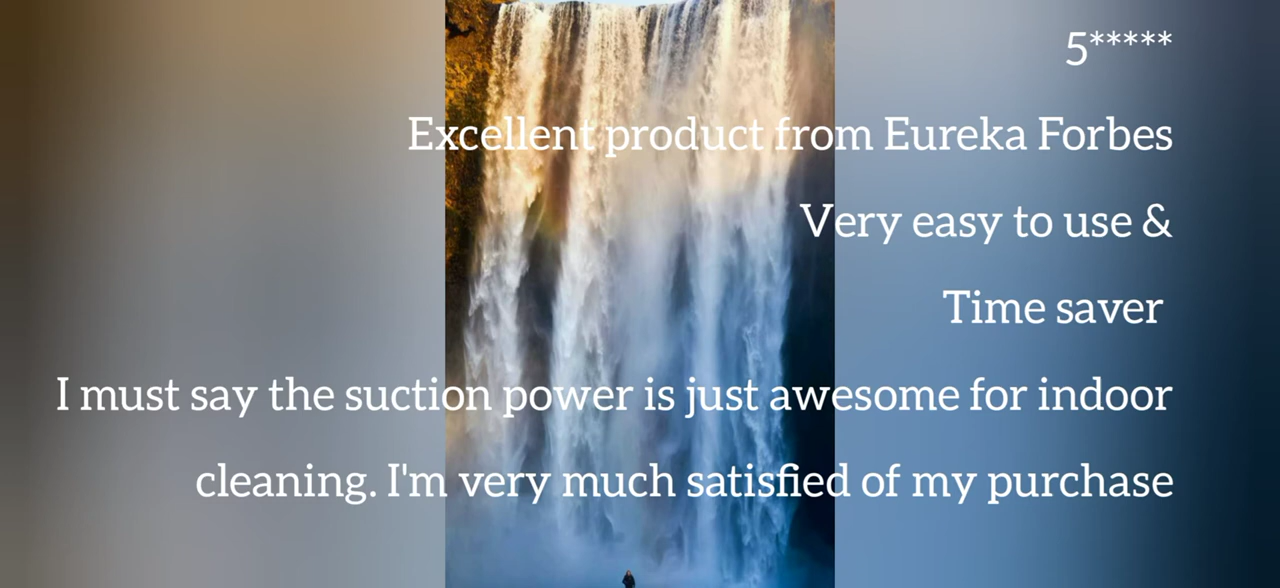 5*****
Excellent product from Eureka Forbes
Very easy to use &
Time saver
I must say the suction power is just awesome for indoor
cleaning. I'm very much satisfied of my purchase